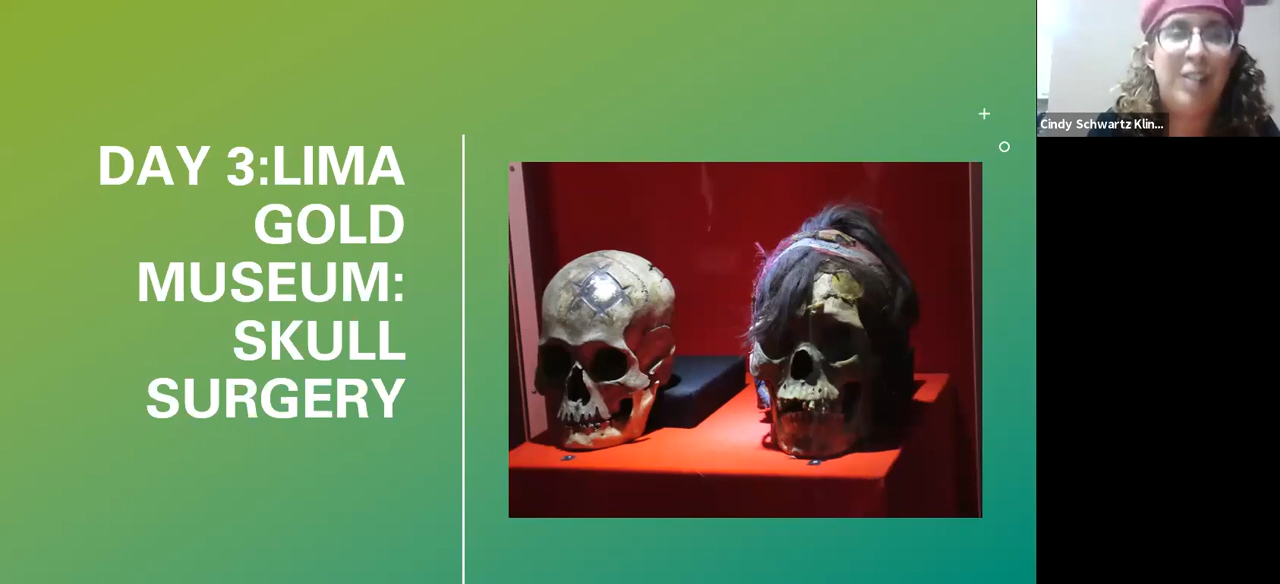 DAY 3:LIMA
GOLD
MUSEUM:
SKULL
SURGERY
Cindy Schwartz Klin...